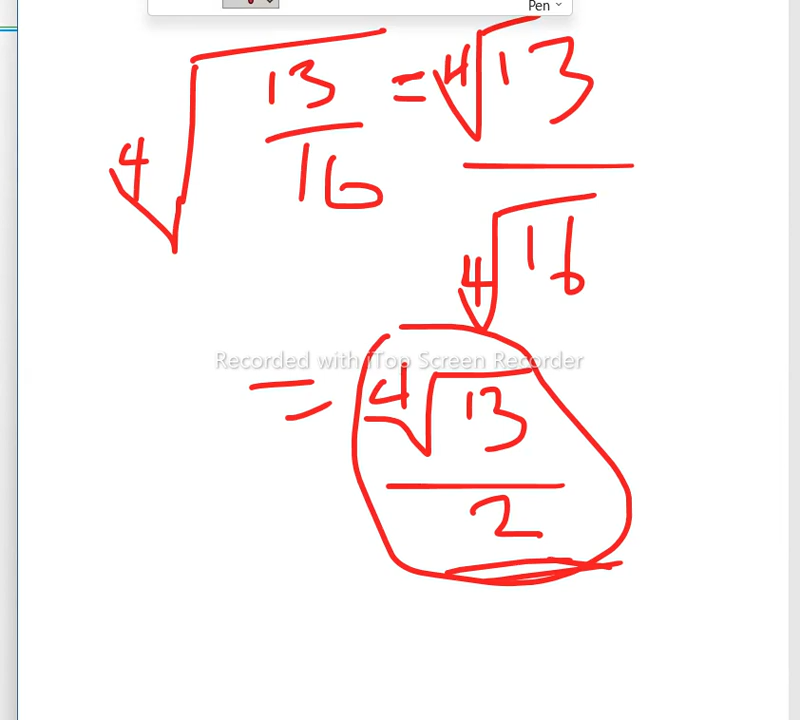 Pen
⁴√(13/16) = ⁴√13 / ⁴√16
Recorded with iTop Screen Recorder
= ⁴√13 / 2